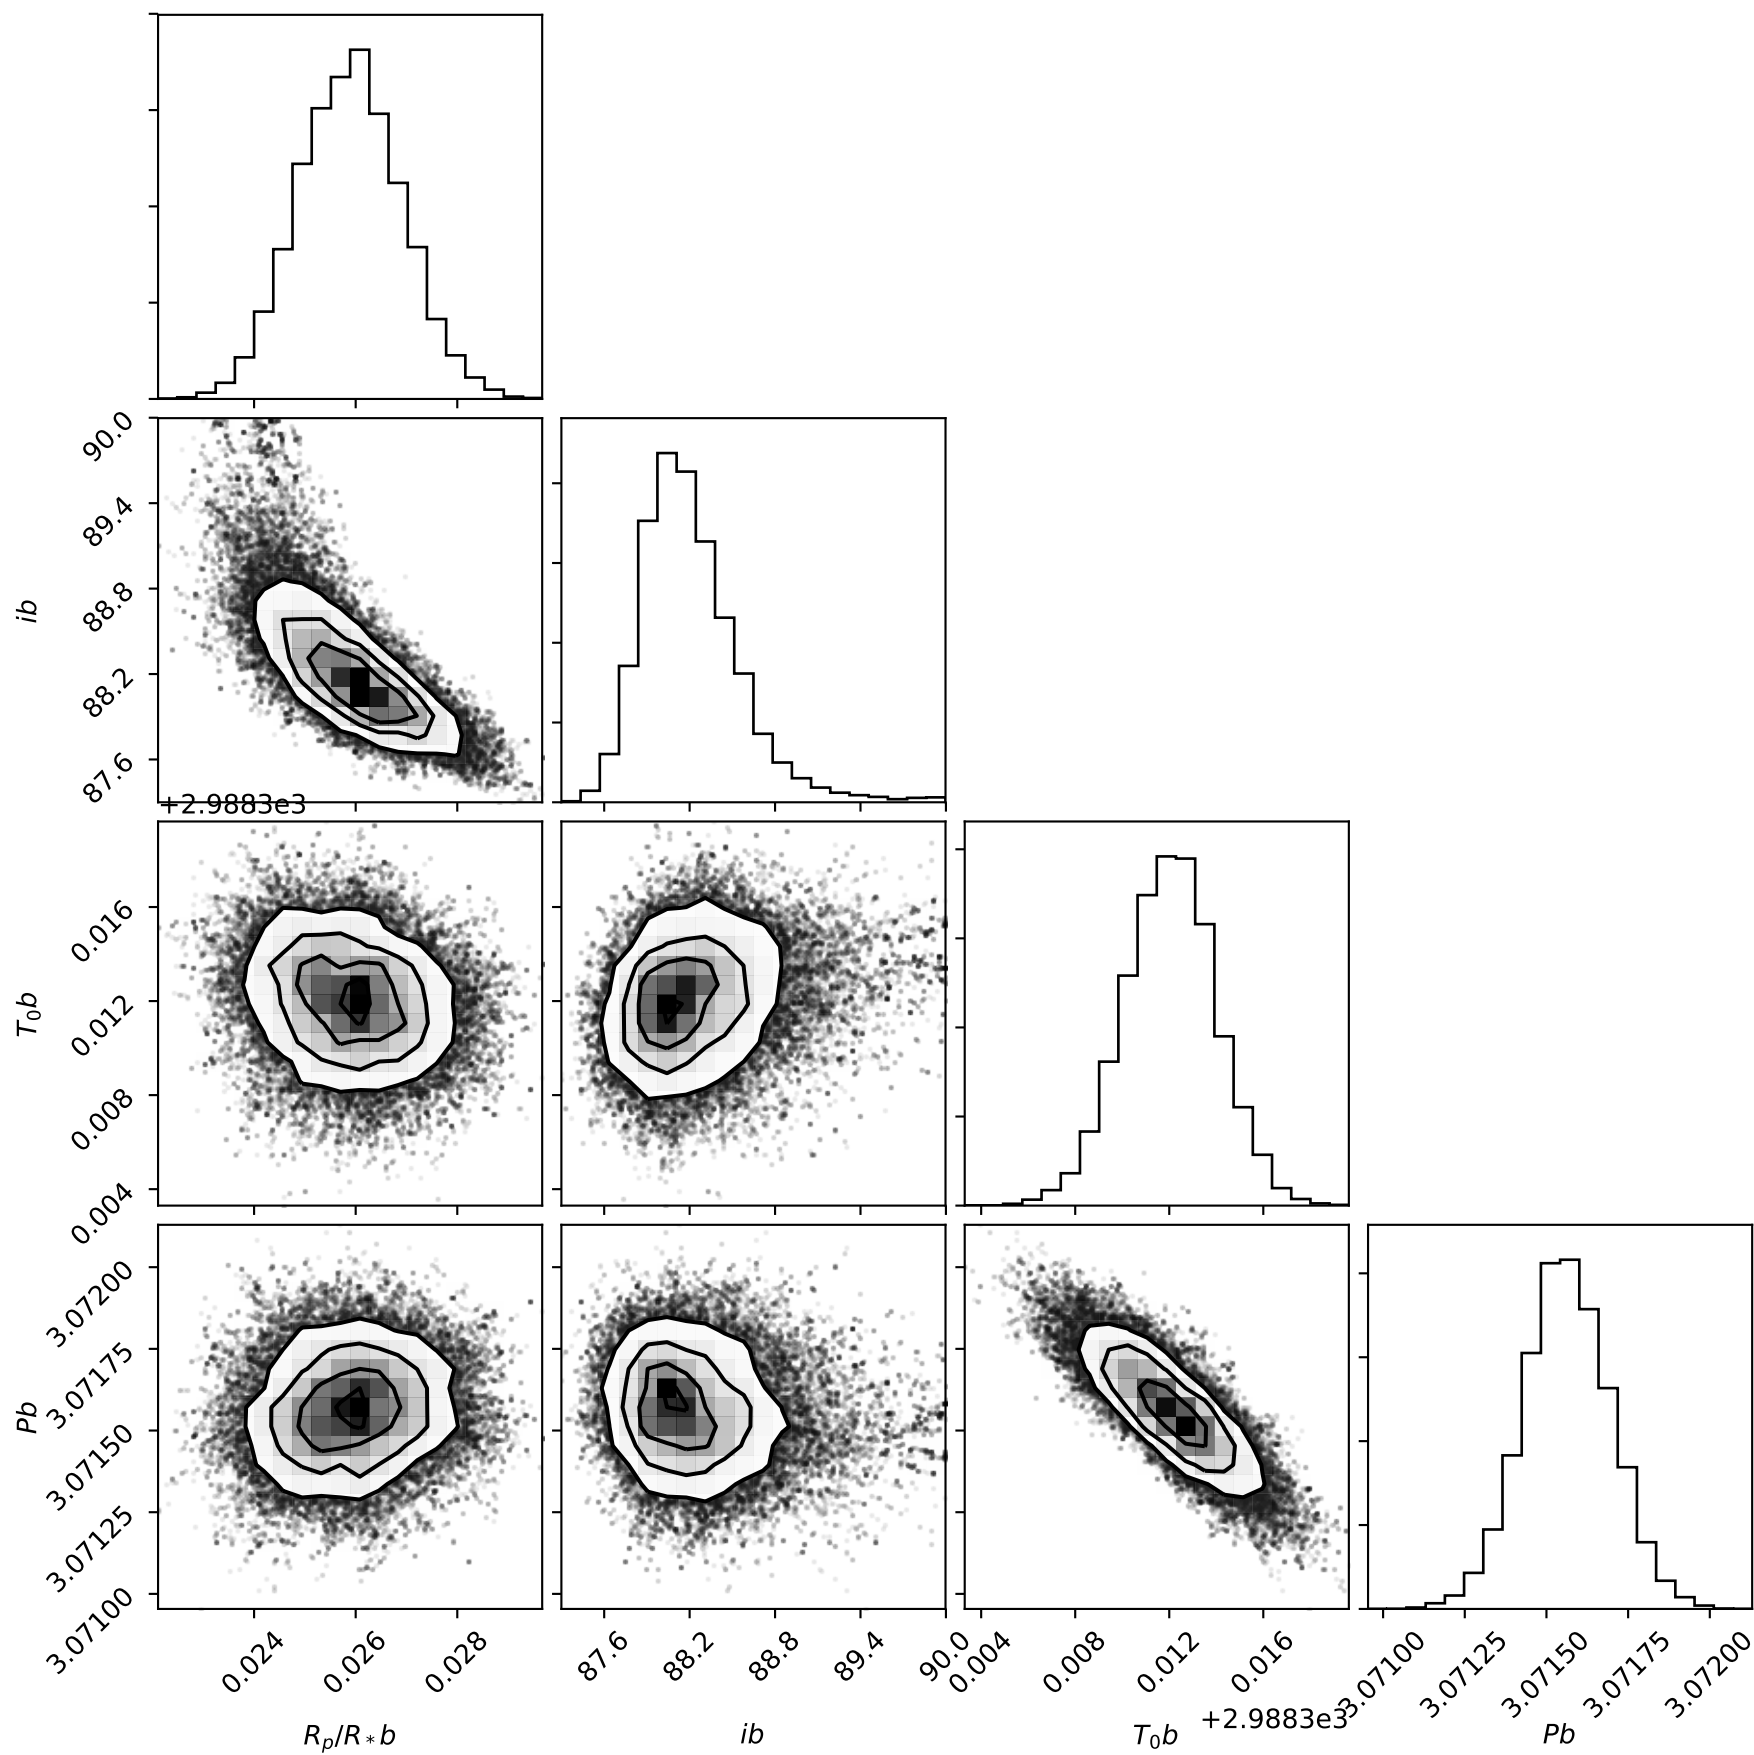 90.0
89.4
88.8
88.2
87.6
ib
+2.9883e3
0.016
0.012
0.008
0.004
T₀b
3.07200
3.07175
3.07150
3.07125
3.07100
Pb
0.024 0.026 0.028
87.6 88.2 88.8 89.4 90.0
0.004 0.008 0.012 0.016
3.07100 3.07125 3.07150 3.07175 3.07200
+2.9883e3
Rₚ/R*b ib T₀b Pb